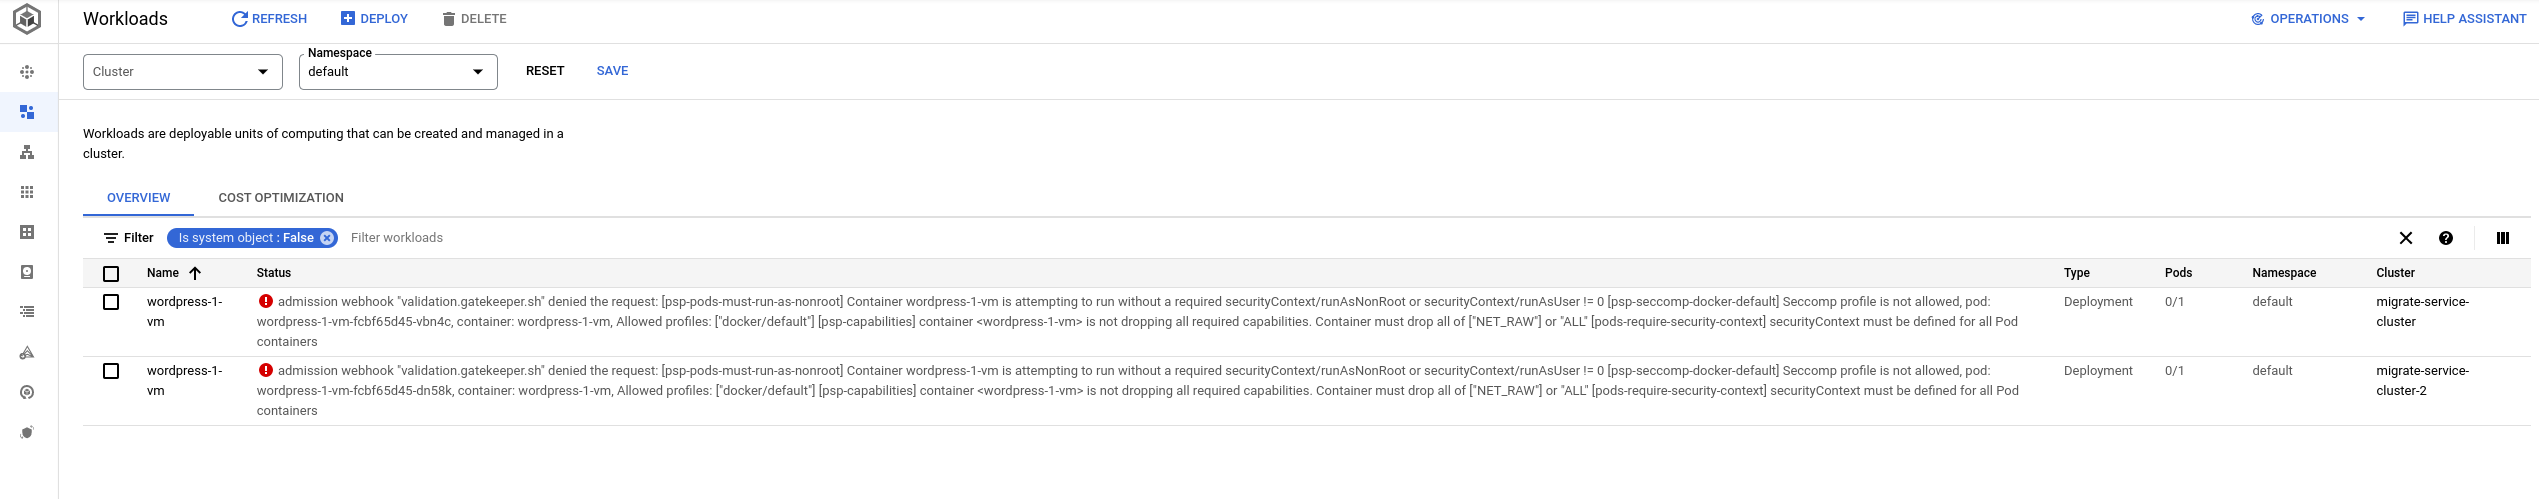 Workloads
REFRESH
DEPLOY
DELETE
OPERATIONS
HELP ASSISTANT
Cluster
Namespace
default
RESET
SAVE
Workloads are deployable units of computing that can be created and managed in a
cluster.
OVERVIEW
COST OPTIMIZATION
Filter
Is system object : False
Filter workloads
Name
Status
Type
Pods
Namespace
Cluster
wordpress-1-
vm
admission webhook "validation.gatekeeper.sh" denied the request: [psp-pods-must-run-as-nonroot] Container wordpress-1-vm is attempting to run without a required securityContext/runAsNonRoot or securityContext/runAsUser != 0 [psp-seccomp-docker-default] Seccomp profile is not allowed, pod:
wordpress-1-vm-fcbf65d45-vbn4c, container: wordpress-1-vm, Allowed profiles: ["docker/default"] [psp-capabilities] container <wordpress-1-vm> is not dropping all required capabilities. Container must drop all of ["NET_RAW"] or "ALL" [pods-require-security-context] securityContext must be defined for all Pod
containers
Deployment
0/1
default
migrate-service-
cluster
wordpress-1-
vm
admission webhook "validation.gatekeeper.sh" denied the request: [psp-pods-must-run-as-nonroot] Container wordpress-1-vm is attempting to run without a required securityContext/runAsNonRoot or securityContext/runAsUser != 0 [psp-seccomp-docker-default] Seccomp profile is not allowed, pod:
wordpress-1-vm-fcbf65d45-dn58k, container: wordpress-1-vm, Allowed profiles: ["docker/default"] [psp-capabilities] container <wordpress-1-vm> is not dropping all required capabilities. Container must drop all of ["NET_RAW"] or "ALL" [pods-require-security-context] securityContext must be defined for all Pod
containers
Deployment
0/1
default
migrate-service-
cluster-2